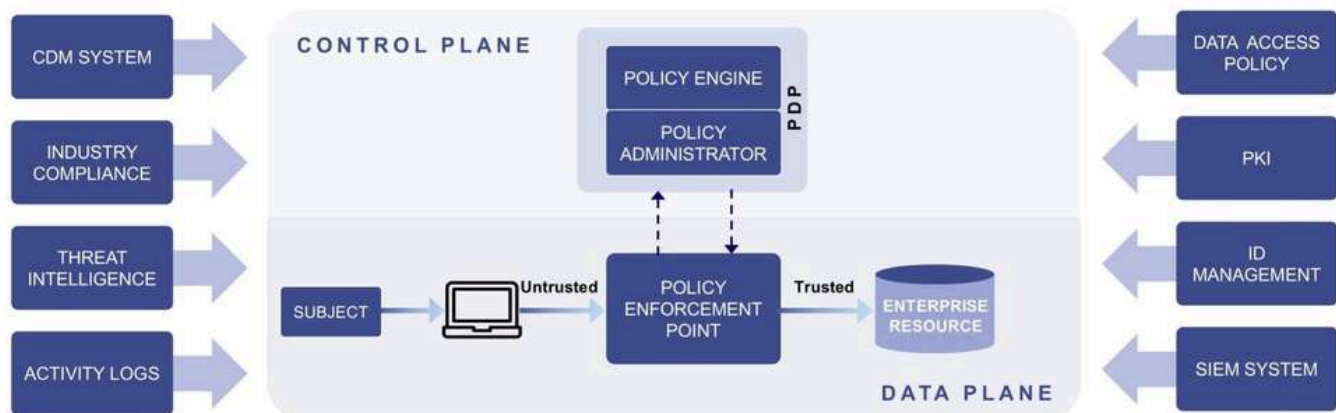 CDM SYSTEM
INDUSTRY
COMPLIANCE
THREAT
INTELLIGENCE
ACTIVITY LOGS
CONTROL PLANE
POLICY ENGINE
POLICY
ADMINISTRATOR
PDP
SUBJECT
Untrusted
POLICY
ENFORCEMENT
POINT
Trusted
ENTERPRISE
RESOURCE
DATA PLANE
DATA ACCESS
POLICY
PKI
ID
MANAGEMENT
SIEM SYSTEM